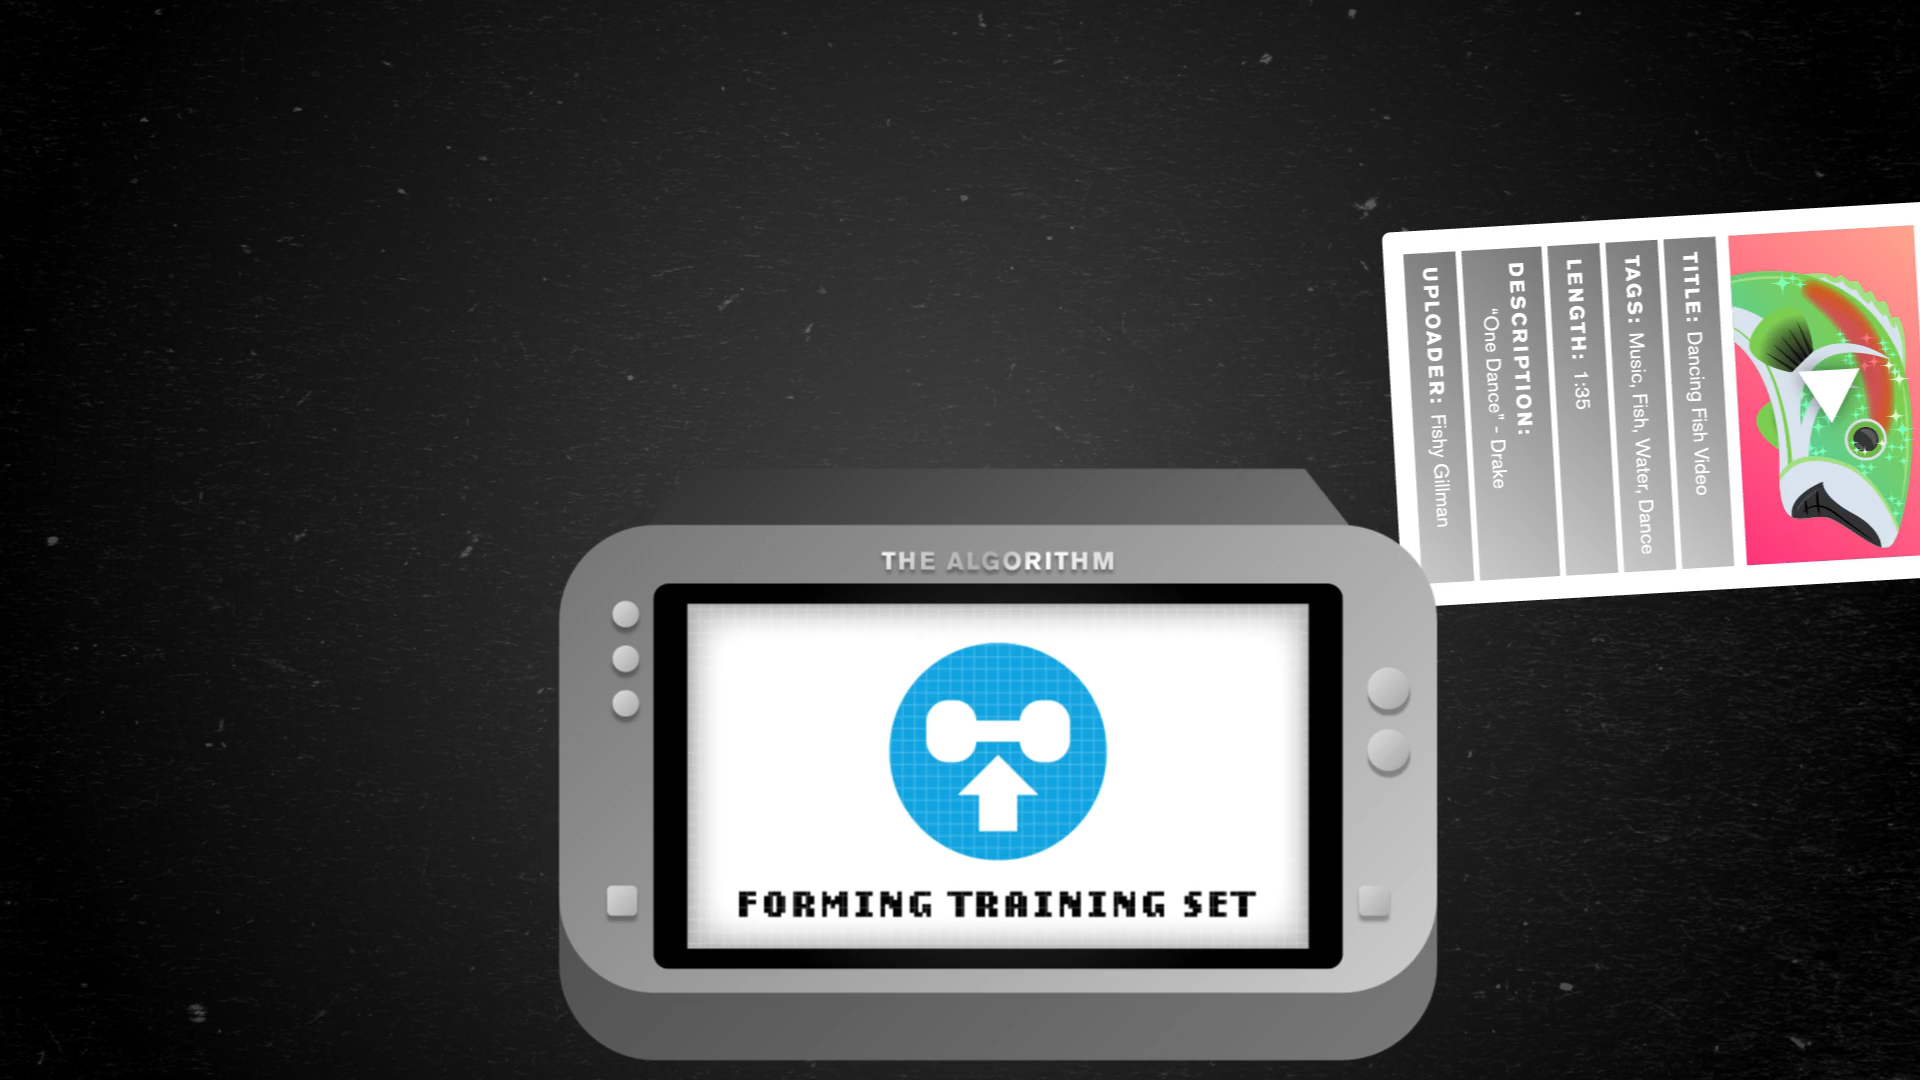 THE ALGORITHM
FORMING TRAINING SET
TITLE: Dancing Fish Video
TAGS: Music, Fish, Water, Dance
LENGTH: 1:35
DESCRIPTION:
“One Dance” - Drake
UPLOADER: Fishy Gillman